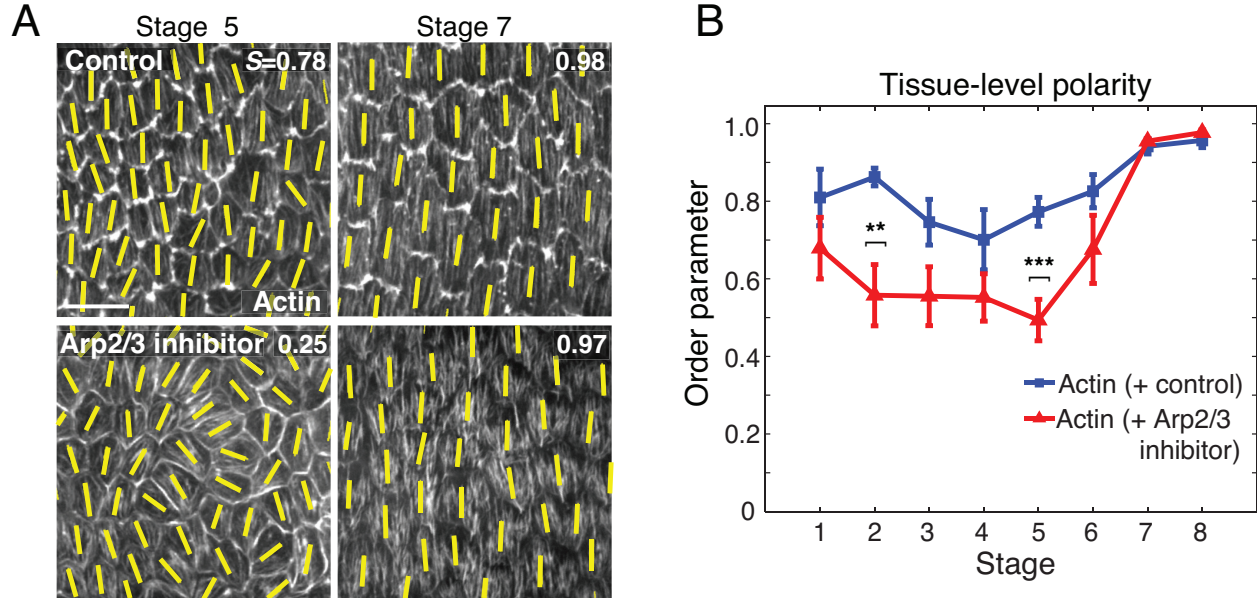 A
Stage 5
Stage 7
Control
S=0.78
0.98
Actin
Arp2/3 inhibitor
0.25
0.97
B
Tissue-level polarity
Order parameter
1.0
0.8
0.6
0.4
0.2
0
**
***
Actin (+ control)
Actin (+ Arp2/3
inhibitor)
1 2 3 4 5 6 7 8
Stage